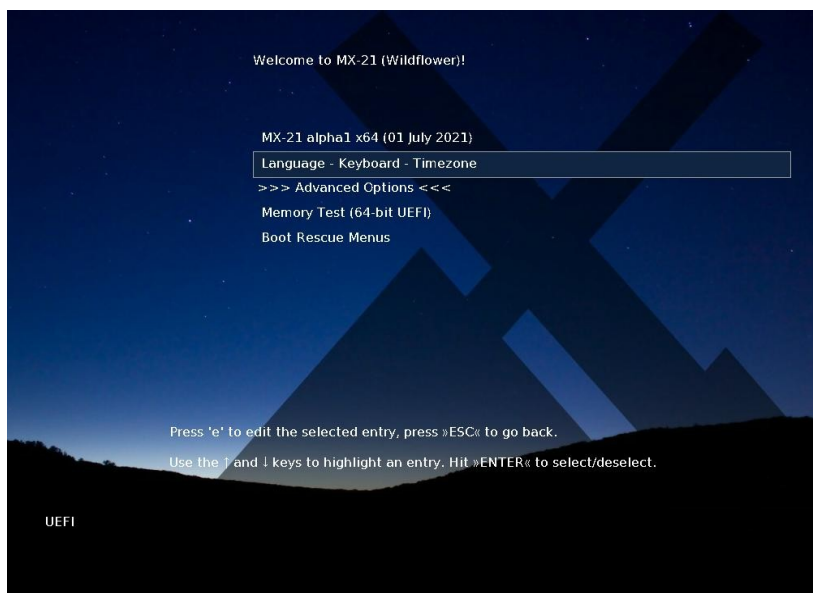 Welcome to MX-21 (Wildflower)!
MX-21 alpha1 x64 (01 July 2021)
Language - Keyboard - Timezone
>>> Advanced Options <<<
Memory Test (64-bit UEFI)
Boot Rescue Menus
Press 'e' to edit the selected entry, press »ESC« to go back.
Use the ↑ and ↓ keys to highlight an entry. Hit »ENTER« to select/deselect.
UEFI